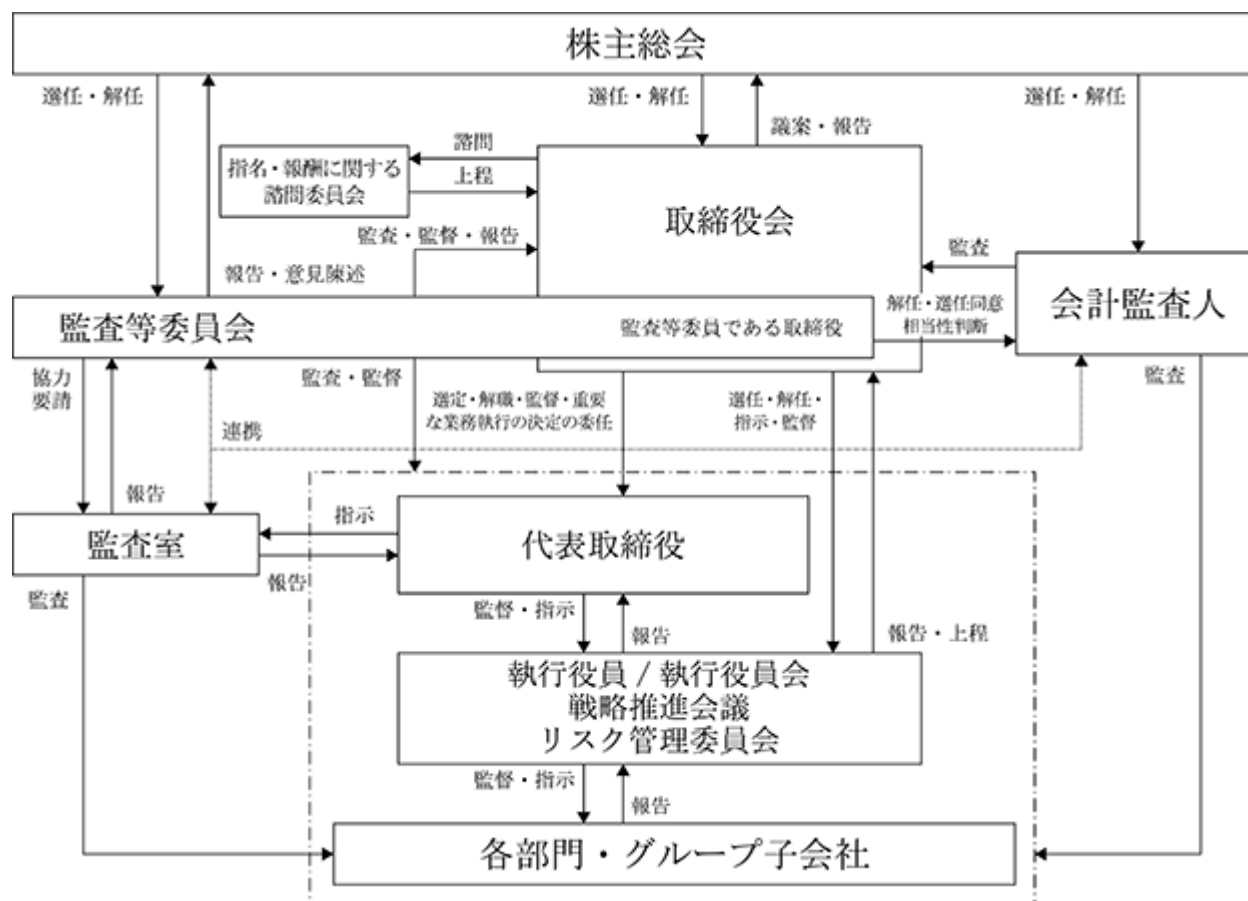 株主総会
選任・解任
選任・解任
選任・解任
議案・報告
諮問
指名・報酬に関する
諮問委員会
上程
取締役会
監査・監督・報告
監査
報告・意見陳述
会計監査人
監査等委員会
監査等委員である取締役
解任・選任同意
相当性判断
協力
要請
監査・監督
選定・解職・監督・重要
な業務執行の決定の委任
選任・解任・
指示・監督
監査
連携
報告
指示
監査室
代表取締役
報告
監査
監督・指示
報告
報告・上程
執行役員 / 執行役員会
戦略推進会議
リスク管理委員会
監督・指示
報告
各部門・グループ子会社